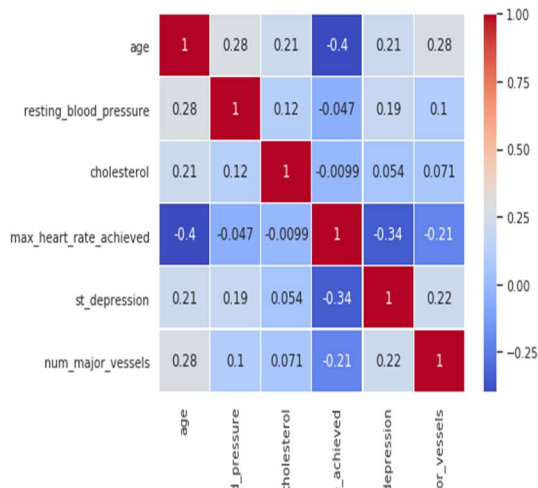 age 1 0.28 0.21 -0.4 0.21 0.28
resting_blood_pressure 0.28 1 0.12 -0.047 0.19 0.1
cholesterol 0.21 0.12 1 -0.0099 0.054 0.071
max_heart_rate_achieved -0.4 -0.047 -0.0099 1 -0.34 -0.21
st_depression 0.21 0.19 0.054 -0.34 1 0.22
num_major_vessels 0.28 0.1 0.071 -0.21 0.22 1
age
d_pressure
cholesterol
_achieved
depression
or_vessels
1.00
0.75
0.50
0.25
0.00
−0.25